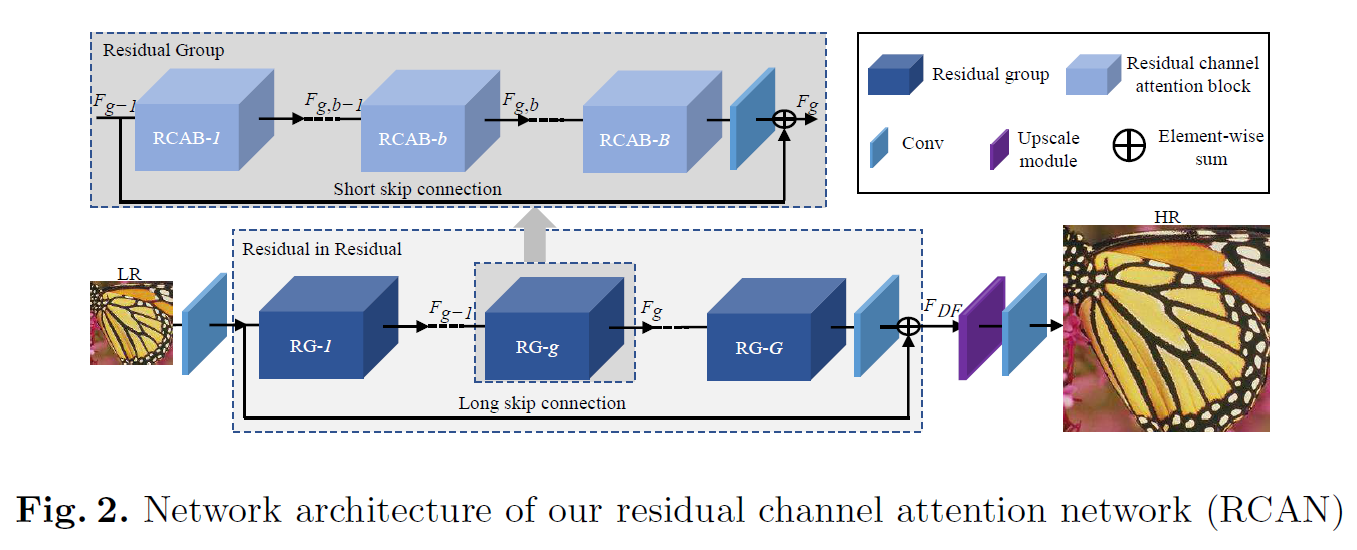 Residual Group
F_{g-1}
RCAB-1
F_{g,b-1}
RCAB-b
F_{g,b}
RCAB-B
F_g
Short skip connection
Residual group
Residual channel
attention block
Conv
Upscale
module
Element-wise
sum
LR
Residual in Residual
RG-1
F_{g-1}
RG-g
F_g
RG-G
F_{DF}
Long skip connection
HR
Fig. 2. Network architecture of our residual channel attention network (RCAN)